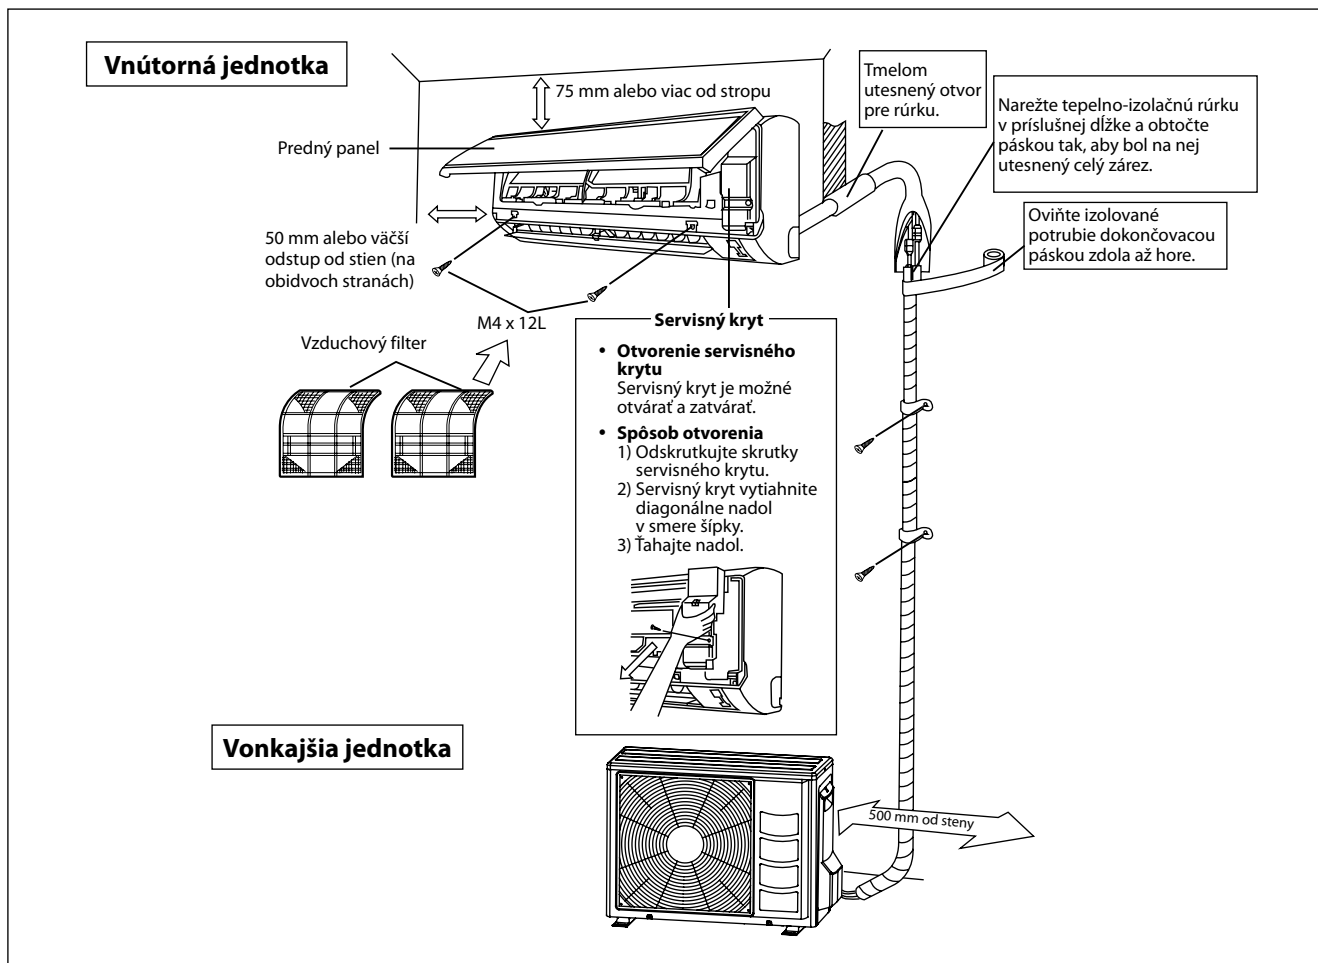 Vnútorná jednotka
75 mm alebo viac od stropu
Predný panel
50 mm alebo väčší
odstup od stien (na
obidvoch stranách)
M4 x 12L
Vzduchový filter
Tmelom
utesnený otvor
pre rúrku.
Narežte tepelno-izolačnú rúrku
v príslušnej dĺžke a obtočte
páskou tak, aby bol na nej
utesnený celý zárez.
Oviňte izolované
potrubie dokončovacou
páskou zdola až hore.
Servisný kryt
• Otvorenie servisného
krytu
Servisný kryt je možné
otvárať a zatvárať.
• Spôsob otvorenia
1) Odskrutkujte skrutky
servisného krytu.
2) Servisný kryt vytiahnite
diagonálne nadol
v smere šípky.
3) Ťahajte nadol.
Vonkajšia jednotka
500 mm od steny